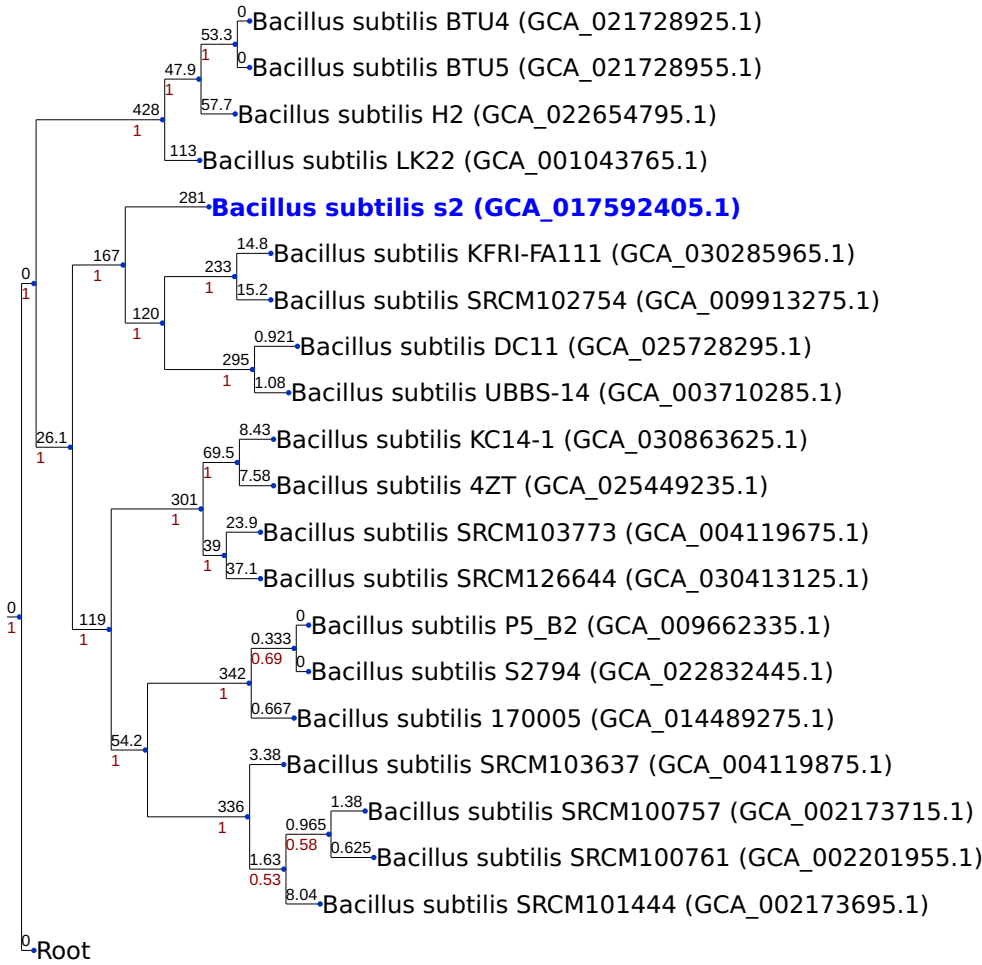 0
Bacillus subtilis BTU4 (GCA_021728925.1)
53.3
1
0
Bacillus subtilis BTU5 (GCA_021728955.1)
47.9
1
57.7
Bacillus subtilis H2 (GCA_022654795.1)
428
1
113
Bacillus subtilis LK22 (GCA_001043765.1)
281
Bacillus subtilis s2 (GCA_017592405.1)
14.8
Bacillus subtilis KFRI-FA111 (GCA_030285965.1)
167
1
233
1
0
1
15.2
Bacillus subtilis SRCM102754 (GCA_009913275.1)
120
1
0.921
Bacillus subtilis DC11 (GCA_025728295.1)
295
1
1.08
Bacillus subtilis UBBS-14 (GCA_003710285.1)
8.43
Bacillus subtilis KC14-1 (GCA_030863625.1)
26.1
1
69.5
1
7.58
Bacillus subtilis 4ZT (GCA_025449235.1)
301
1
23.9
Bacillus subtilis SRCM103773 (GCA_004119675.1)
39
1
37.1
Bacillus subtilis SRCM126644 (GCA_030413125.1)
0
1
119
1
0
Bacillus subtilis P5_B2 (GCA_009662335.1)
0.333
0.69
0
Bacillus subtilis S2794 (GCA_022832445.1)
342
1
0.667
Bacillus subtilis 170005 (GCA_014489275.1)
54.2
1
3.38
Bacillus subtilis SRCM103637 (GCA_004119875.1)
1.38
Bacillus subtilis SRCM100757 (GCA_002173715.1)
336
1
0.965
0.58
0.625
Bacillus subtilis SRCM100761 (GCA_002201955.1)
1.63
0.53
8.04
Bacillus subtilis SRCM101444 (GCA_002173695.1)
0
Root